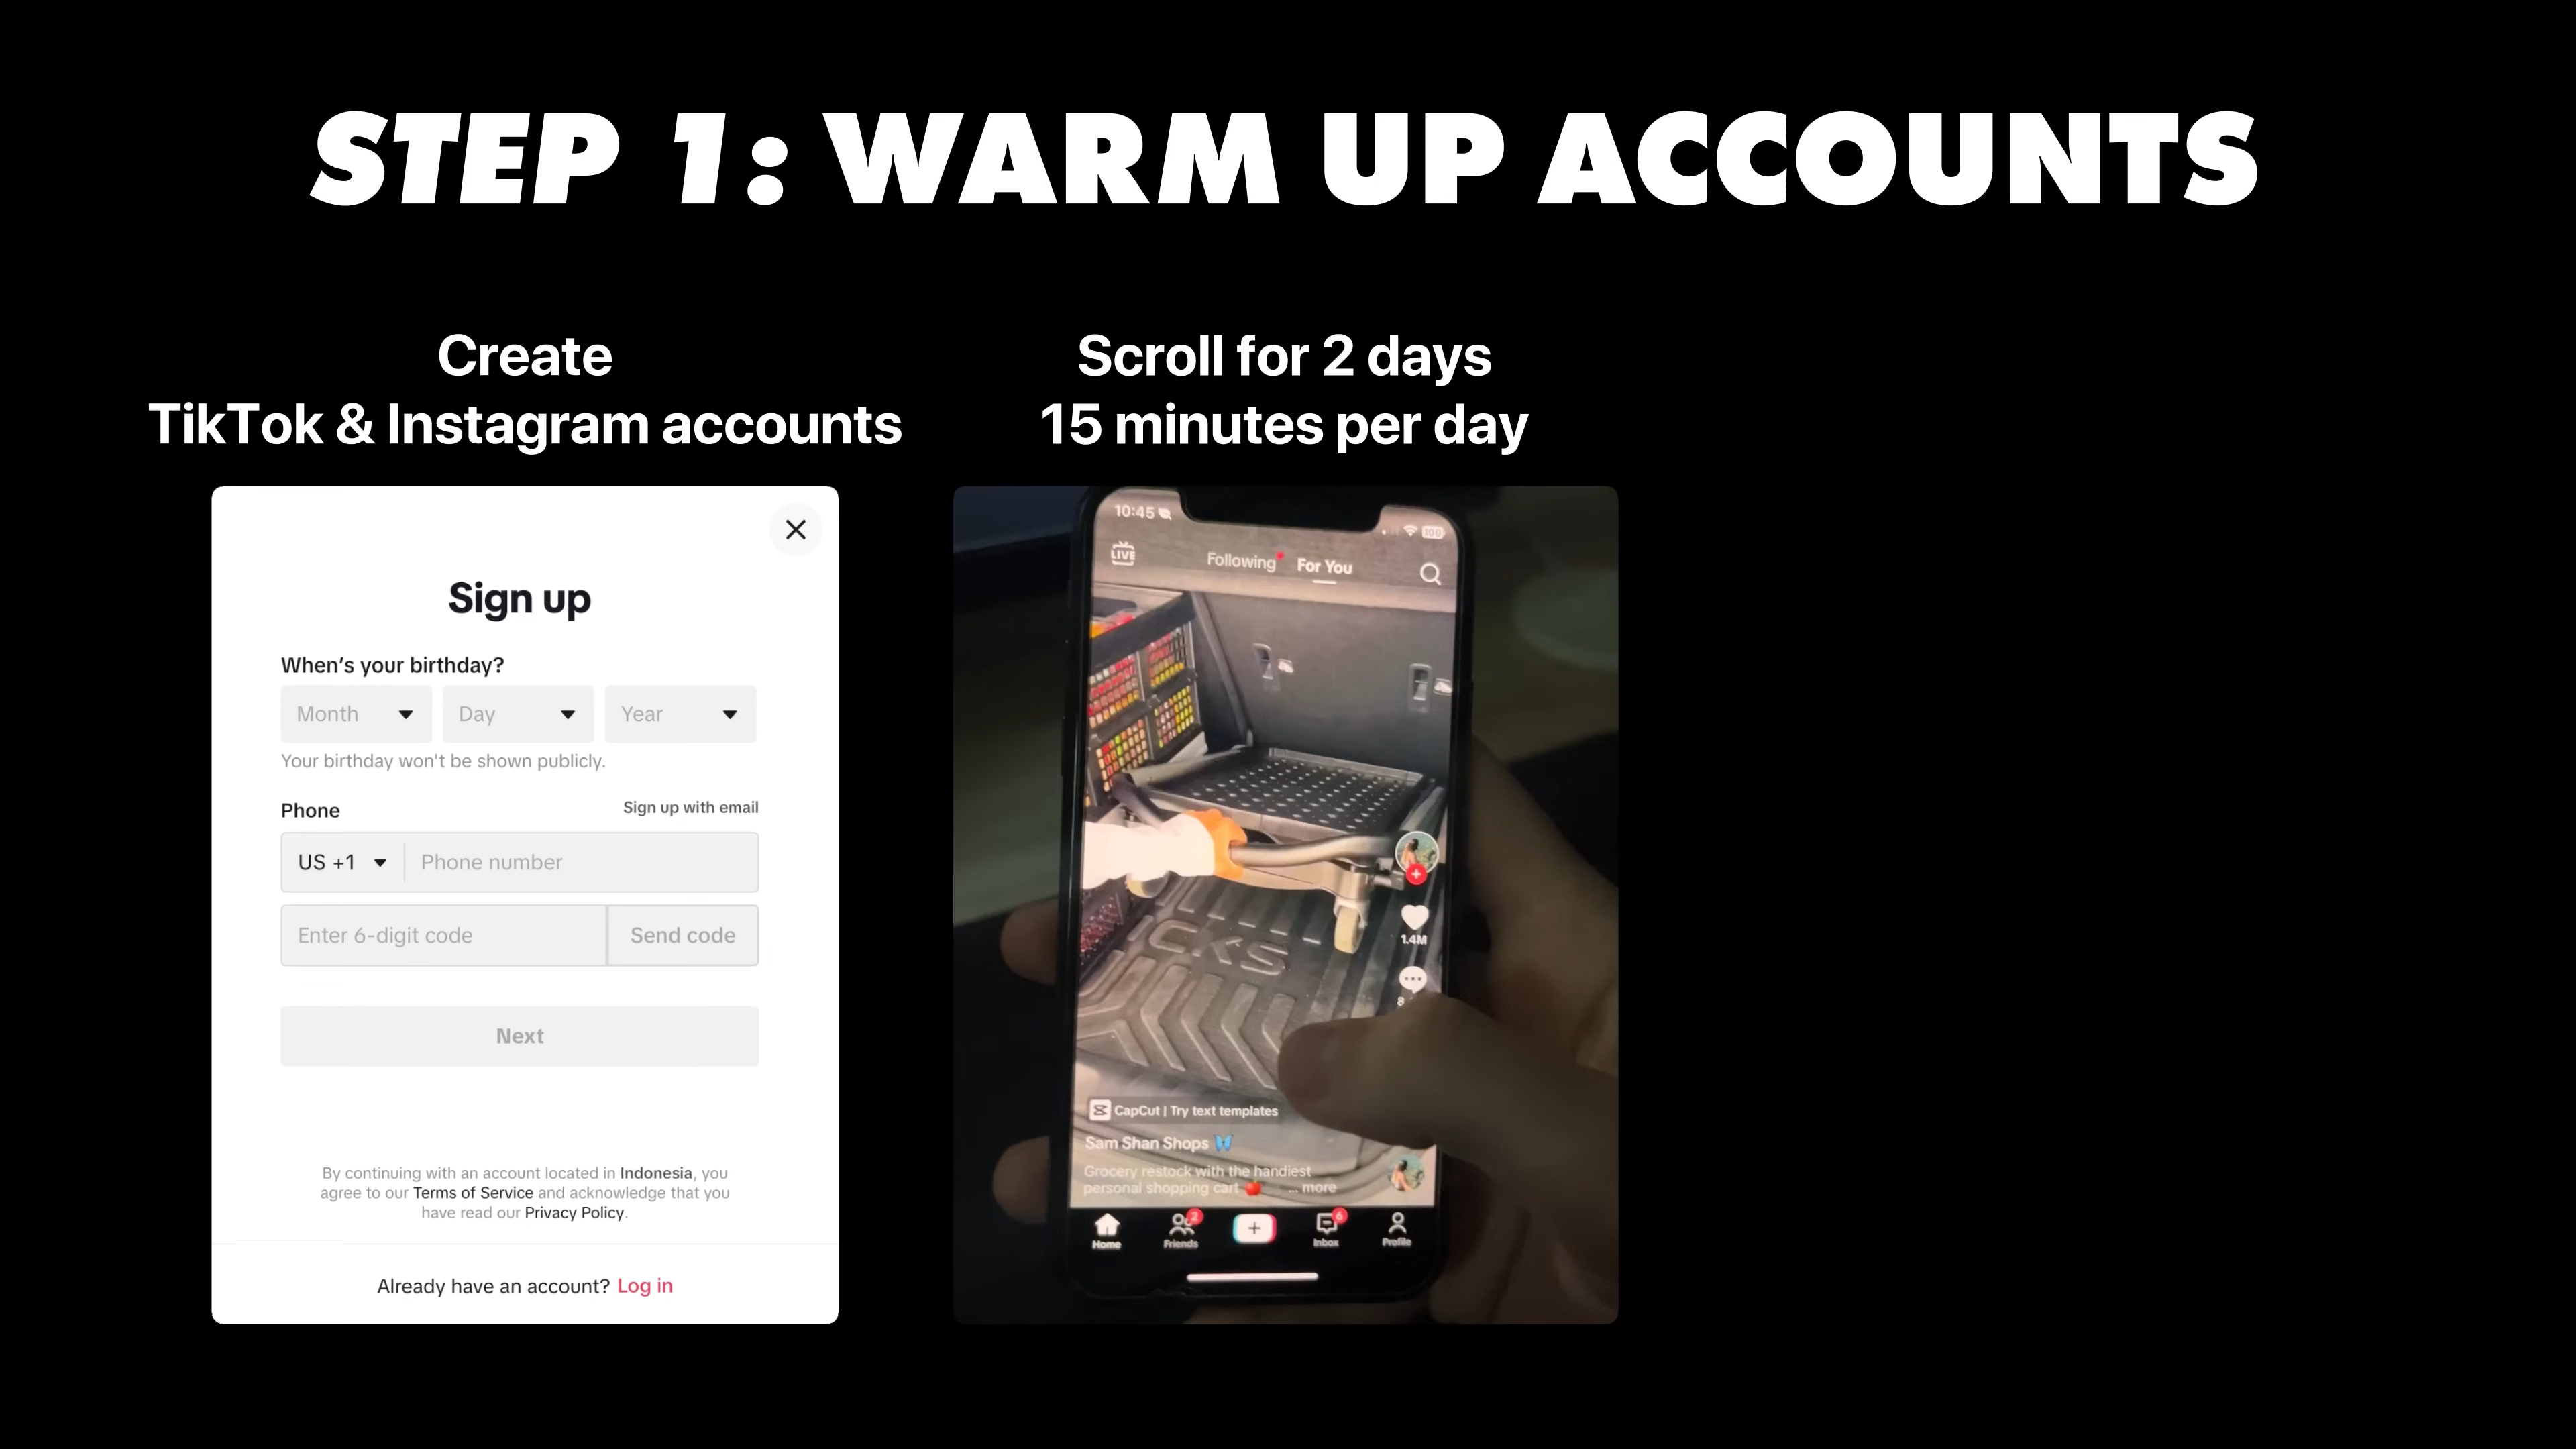 STEP 1: WARM UP ACCOUNTS
Create
TikTok & Instagram accounts
Scroll for 2 days
15 minutes per day
Sign up
When's your birthday?
Month
Day
Year
Your birthday won't be shown publicly.
Phone
Sign up with email
US +1
Phone number
Enter 6-digit code
Send code
Next
By continuing with an account located in Indonesia, you
agree to our Terms of Service and acknowledge that you
have read our Privacy Policy.
Already have an account? Log in
10:45
100
LIVE
Following
For You
CKS
1.4M
CapCut | Try text templates
Sam Shan Shops
Grocery restock with the handiest
personal shopping cart ... more
Home
2
Friends
6
Inbox
Profile